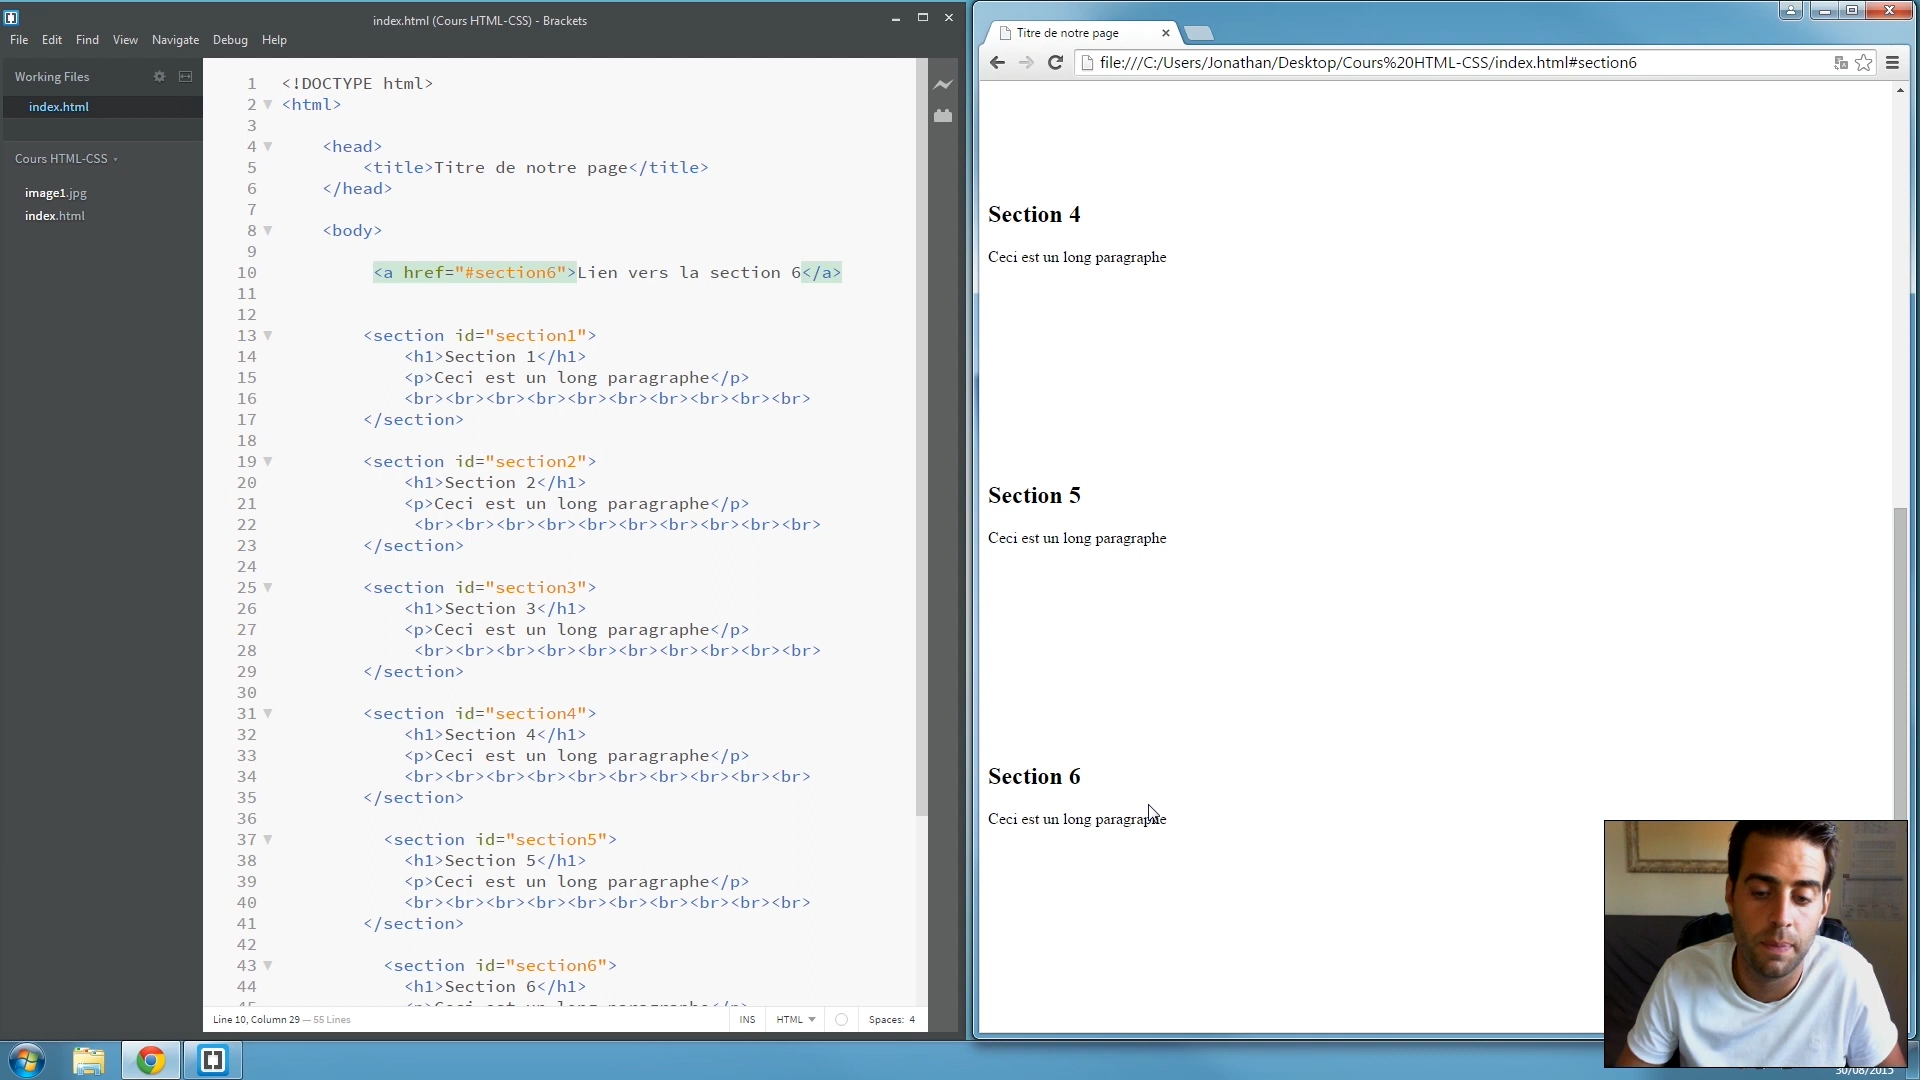 index.html (Cours HTML-CSS) - Brackets
File Edit Find View Navigate Debug Help
Working Files
index.html
Cours HTML-CSS
image1.jpg
index.html
1 <!DOCTYPE html>
2 <html>
3
4 <head>
5 <title>Titre de notre page</title>
6 </head>
7
8 <body>
9
10 <a href="#section6">Lien vers la section 6</a>
11
12
13 <section id="section1">
14 <h1>Section 1</h1>
15 <p>Ceci est un long paragraphe</p>
16 <br><br><br><br><br><br><br><br><br><br>
17 </section>
18
19 <section id="section2">
20 <h1>Section 2</h1>
21 <p>Ceci est un long paragraphe</p>
22 <br><br><br><br><br><br><br><br><br><br>
23 </section>
24
25 <section id="section3">
26 <h1>Section 3</h1>
27 <p>Ceci est un long paragraphe</p>
28 <br><br><br><br><br><br><br><br><br><br>
29 </section>
30
31 <section id="section4">
32 <h1>Section 4</h1>
33 <p>Ceci est un long paragraphe</p>
34 <br><br><br><br><br><br><br><br><br><br>
35 </section>
36
37 <section id="section5">
38 <h1>Section 5</h1>
39 <p>Ceci est un long paragraphe</p>
40 <br><br><br><br><br><br><br><br><br><br>
41 </section>
42
43 <section id="section6">
44 <h1>Section 6</h1>
45 <p>Ceci est un long paragraphe</p>
Line 10, Column 29 — 55 Lines
INS HTML Spaces: 4
Titre de notre page
file:///C:/Users/Jonathan/Desktop/Cours%20HTML-CSS/index.html#section6
Section 4
Ceci est un long paragraphe
Section 5
Ceci est un long paragraphe
Section 6
Ceci est un long paragraphe
30/08/2015